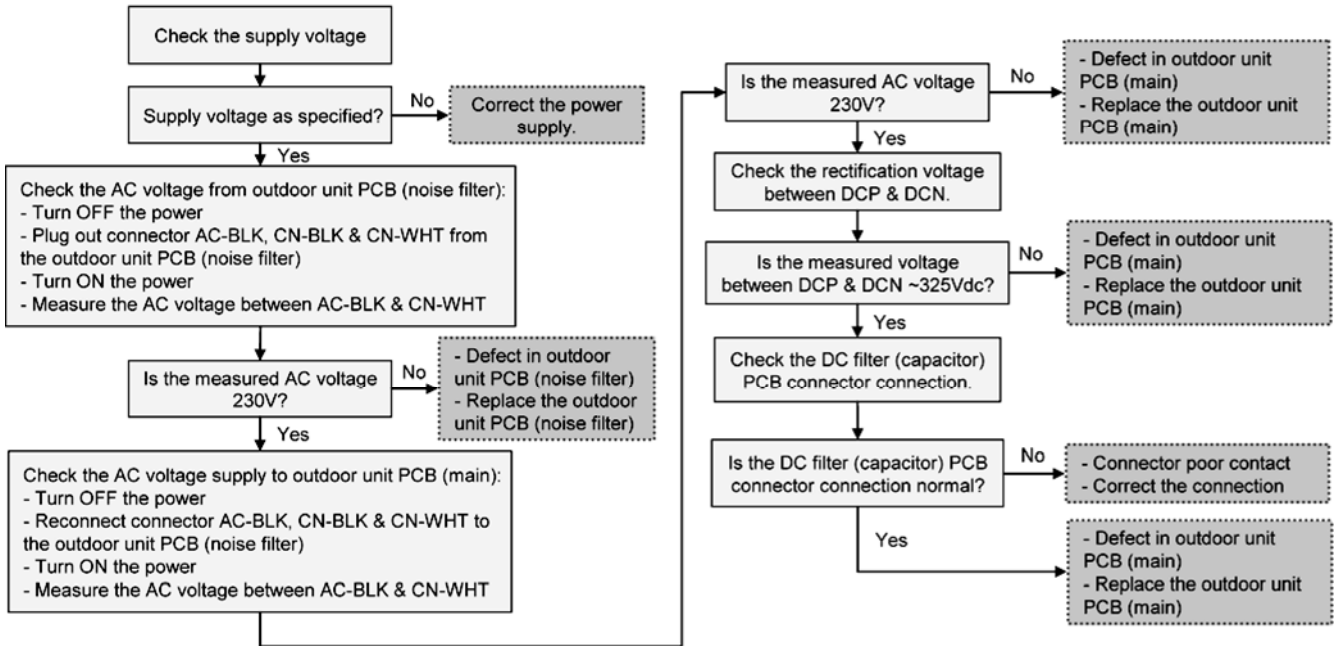 Check the supply voltage
Supply voltage as specified?
No
Correct the power
supply.
Yes
Check the AC voltage from outdoor unit PCB (noise filter):
- Turn OFF the power
- Plug out connector AC-BLK, CN-BLK & CN-WHT from
the outdoor unit PCB (noise filter)
- Turn ON the power
- Measure the AC voltage between AC-BLK & CN-WHT
Is the measured AC voltage
230V?
No
- Defect in outdoor
unit PCB (noise filter)
- Replace the outdoor
unit PCB (noise filter)
Yes
Check the AC voltage supply to outdoor unit PCB (main):
- Turn OFF the power
- Reconnect connector AC-BLK, CN-BLK & CN-WHT to
the outdoor unit PCB (noise filter)
- Turn ON the power
- Measure the AC voltage between AC-BLK & CN-WHT
Is the measured AC voltage
230V?
No
- Defect in outdoor unit
PCB (main)
- Replace the outdoor unit
PCB (main)
Yes
Check the rectification voltage
between DCP & DCN.
Is the measured voltage
between DCP & DCN ~325Vdc?
No
- Defect in outdoor unit
PCB (main)
- Replace the outdoor unit
PCB (main)
Yes
Check the DC filter (capacitor)
PCB connector connection.
Is the DC filter (capacitor) PCB
connector connection normal?
No
- Connector poor contact
- Correct the connection
Yes
- Defect in outdoor unit
PCB (main)
- Replace the outdoor unit
PCB (main)